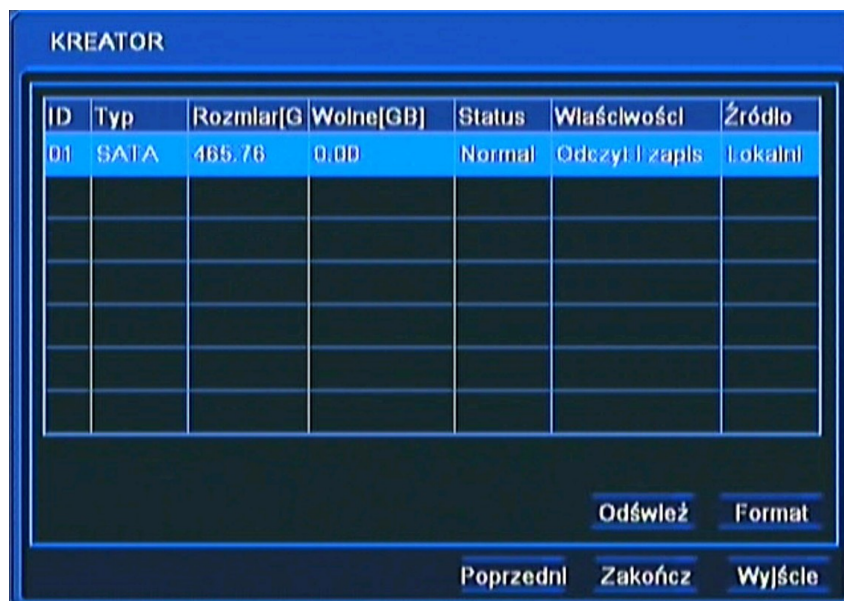 KREATOR
ID Typ Rozmiar[G Wolne[GB] Status Właściwości Źródło
01 SATA 465.76 0.00 Normal Odczyt i zapis Lokalni
Odśwież Format
Poprzedni Zakończ Wyjście